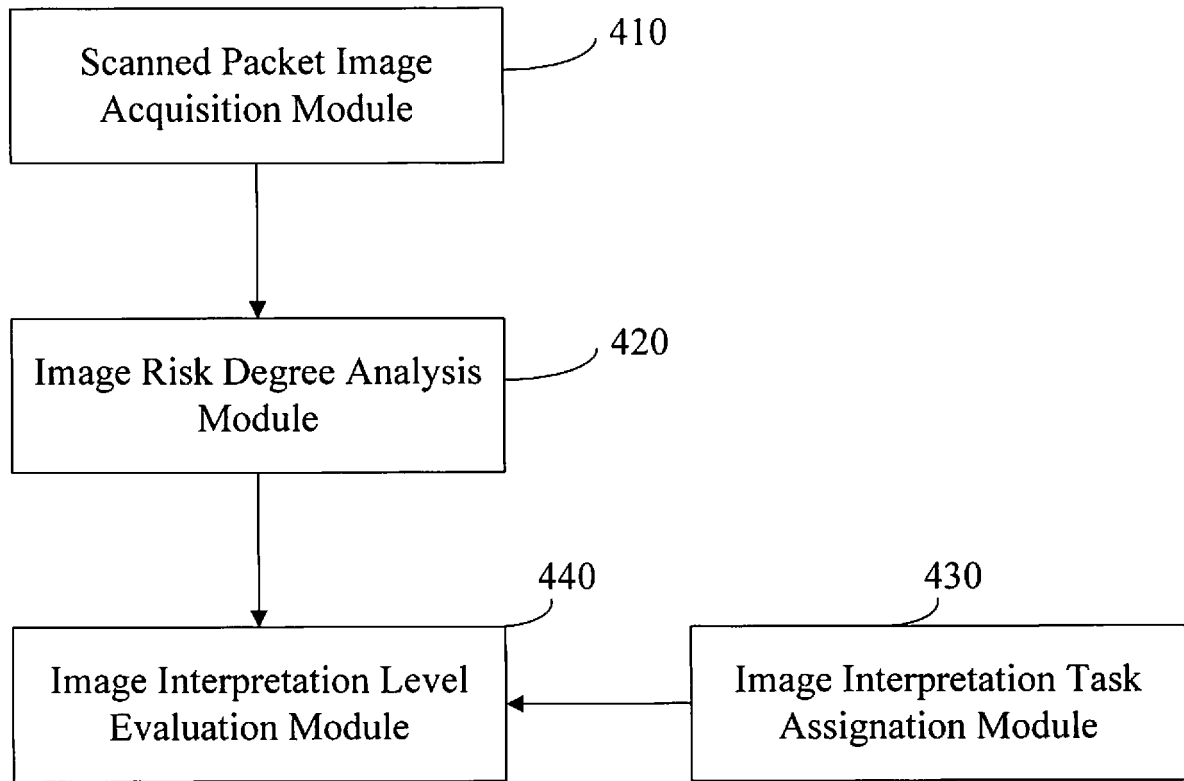 410
Scanned Packet Image
Acquisition Module
420
Image Risk Degree Analysis
Module
440
430
Image Interpretation Level
Evaluation Module
Image Interpretation Task
Assignation Module